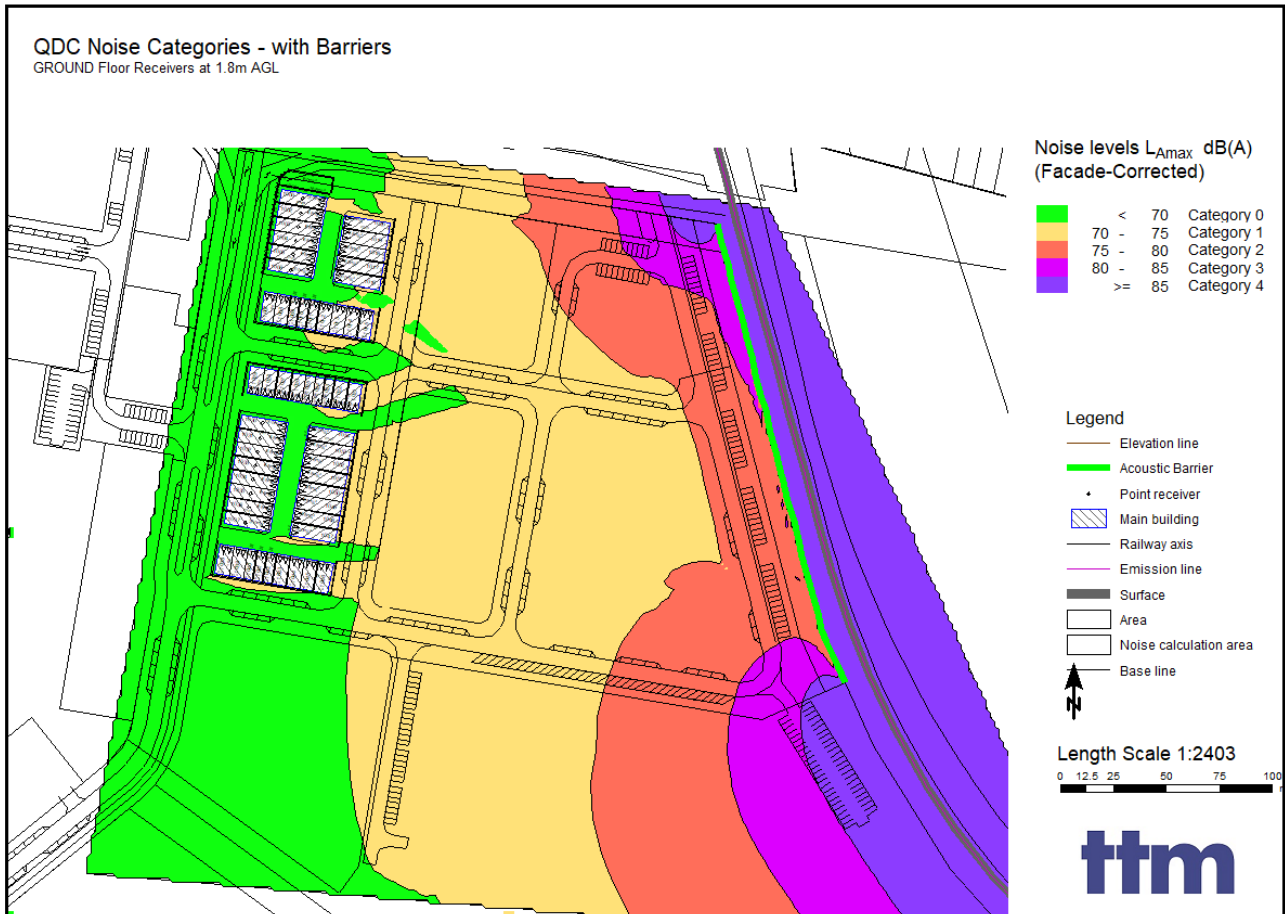 QDC Noise Categories - with Barriers
GROUND Floor Receivers at 1.8m AGL
Noise levels LAmax dB(A)
(Facade-Corrected)
< 70 Category 0
70 - 75 Category 1
75 - 80 Category 2
80 - 85 Category 3
>= 85 Category 4
Legend
Elevation line
Acoustic Barrier
Point receiver
Main building
Railway axis
Emission line
Surface
Area
Noise calculation area
Base line
N
Length Scale 1:2403
0 12.5 25 50 75 100
ttm